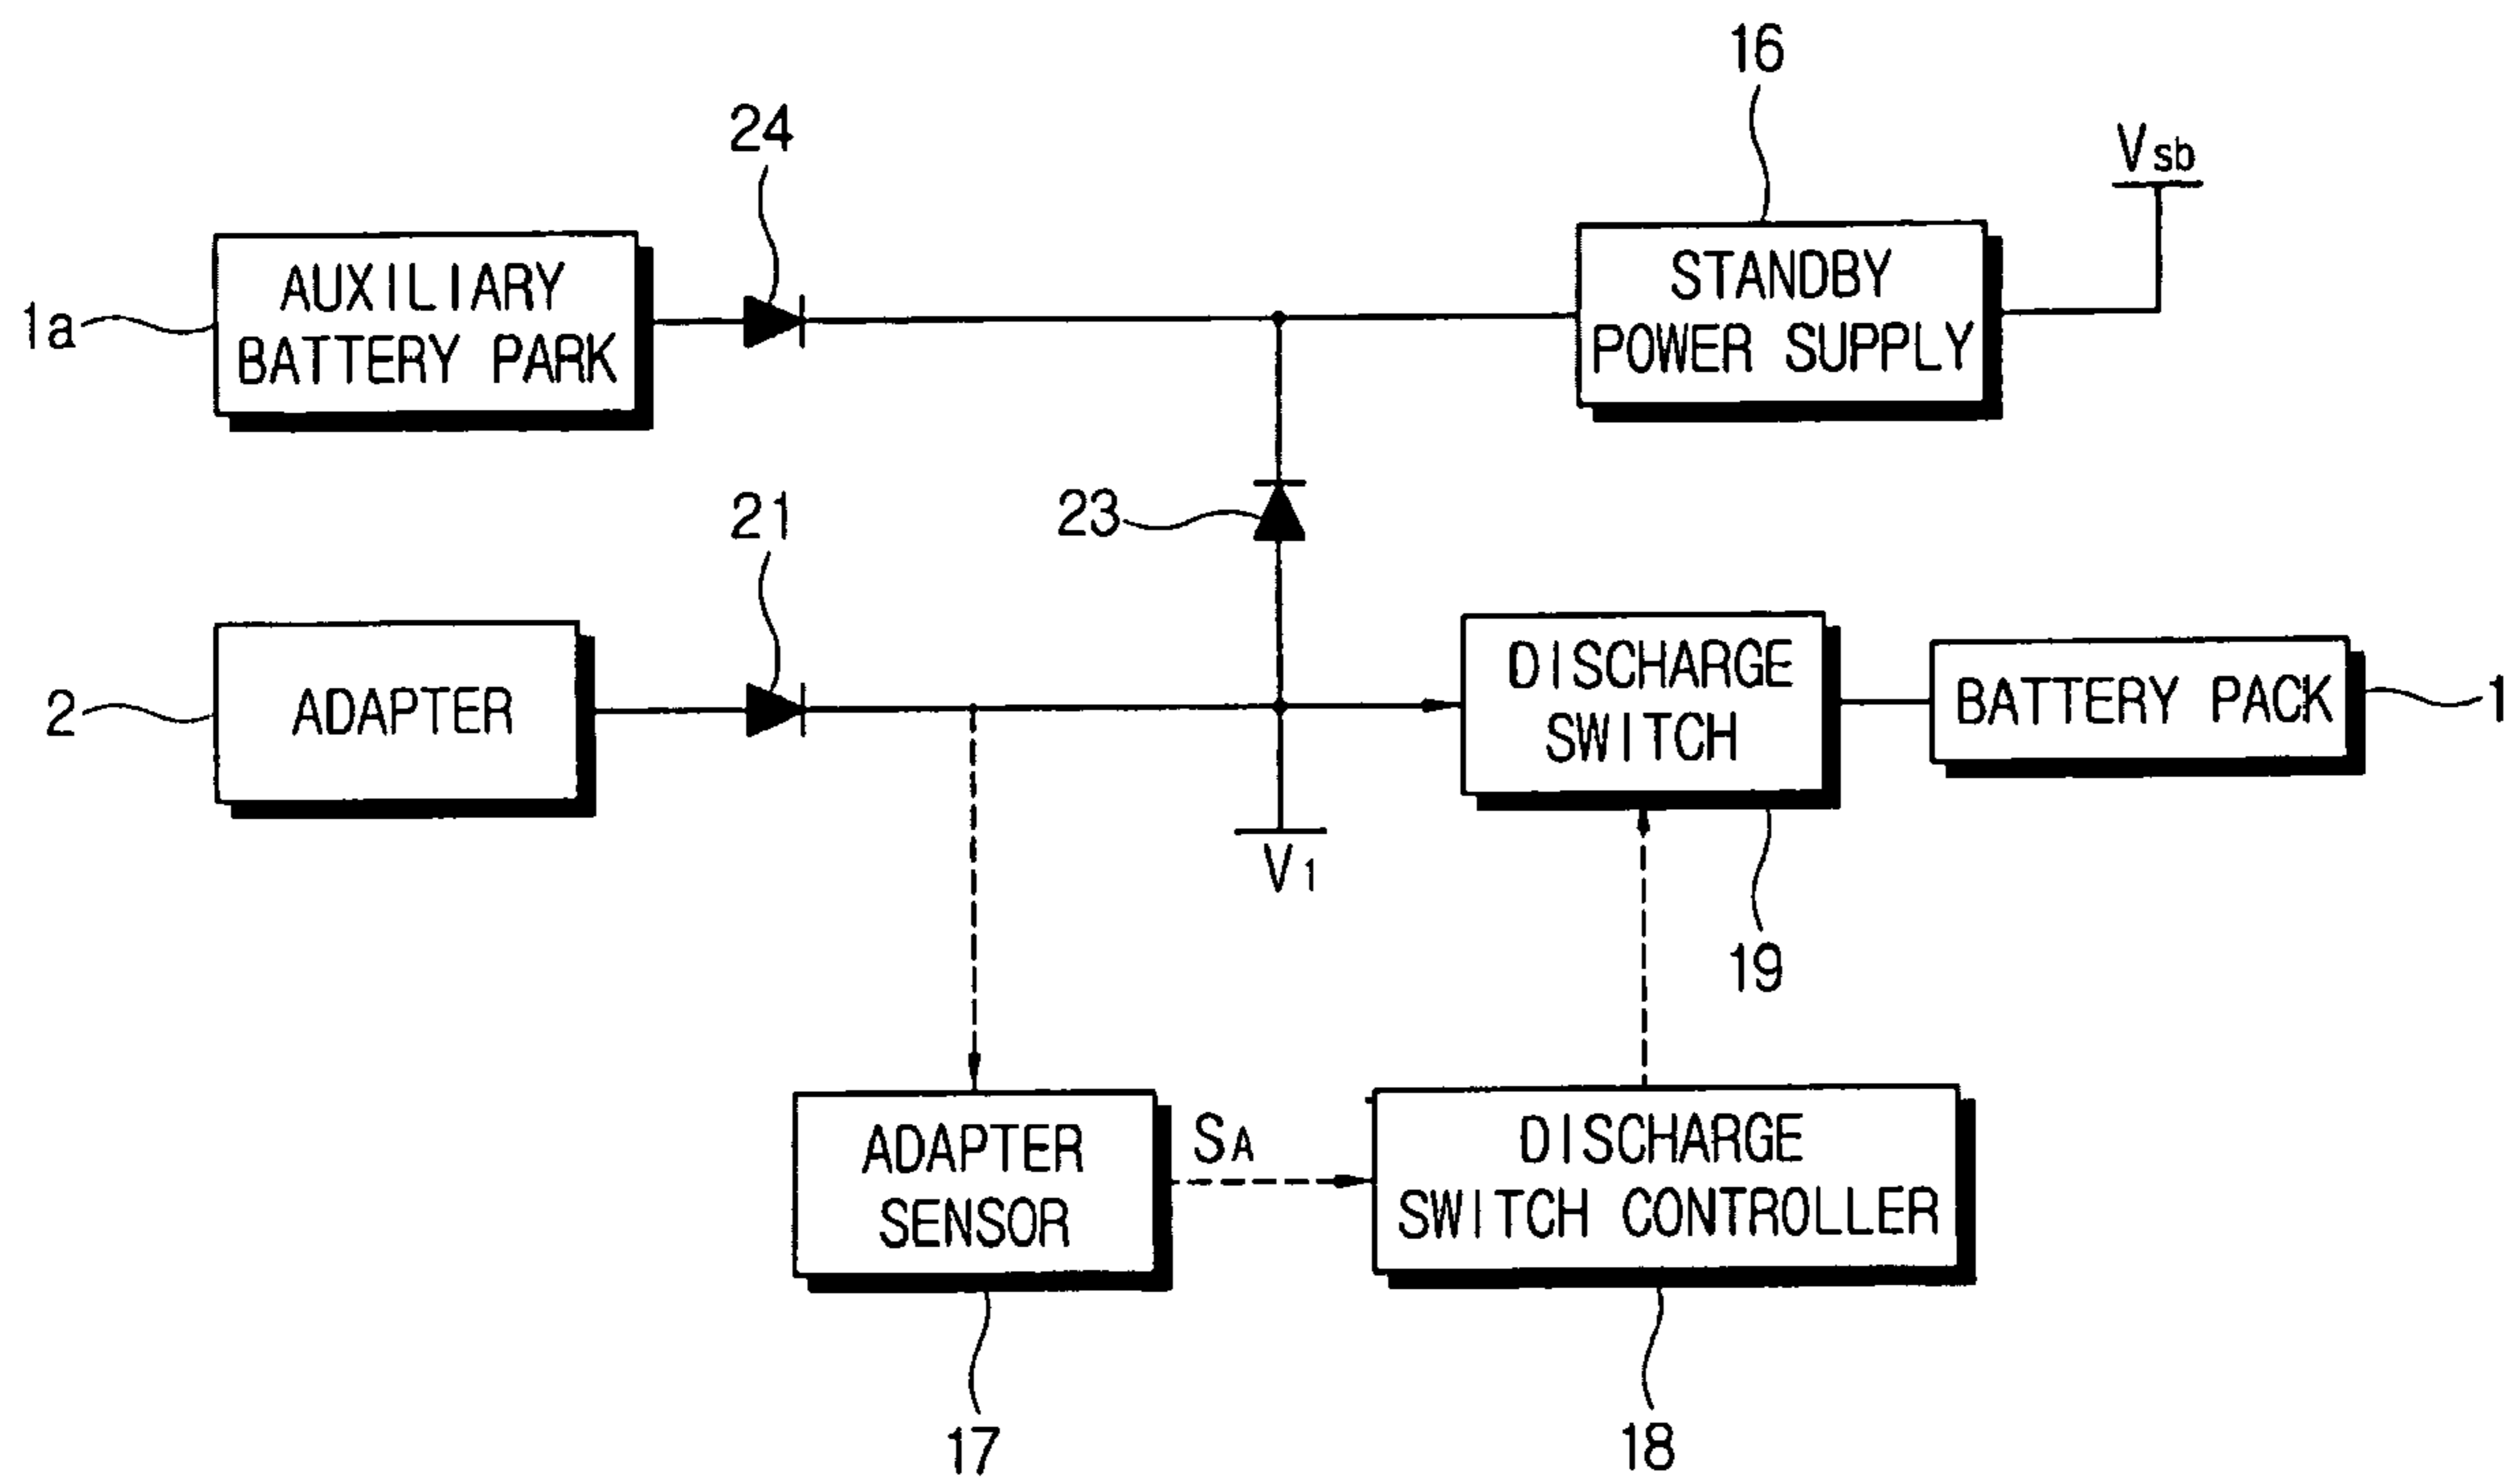 16
24
Vsb
AUXILIARY
BATTERY PARK
1a
STANDBY
POWER SUPPLY
21
23
2
ADAPTER
DISCHARGE
SWITCH
BATTERY PACK
1
V1
19
ADAPTER
SENSOR
SA
DISCHARGE
SWITCH CONTROLLER
17
18